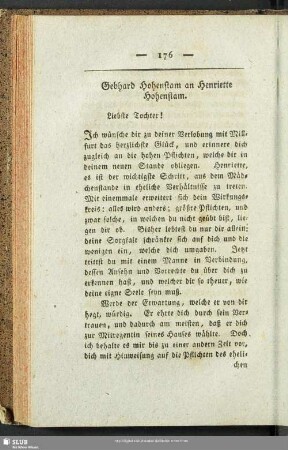 — 176 —
Gebhard Hohenstam an Henriette
Hohenstam.
Liebste Tochter!
Ich wünsche dir zu deiner Verlobung mit Mill-
furt das herzlichste Glück, und erinnere dich
zugleich an die hohen Pflichten, welche dir in
deinem neuen Stande obliegen. Henriette,
es ist der wichtigste Schritt, aus dem Mäd-
chenstande in eheliche Verhältnisse zu treten.
Mit einemmale erweitert sich dein Wirkungs-
kreis: alles wird anders; größre Pflichten, und
zwar solche, in welchen du nicht geübt bist, lie-
gen dir ob. Bisher lebtest du nur dir allein;
deine Sorgfalt schränkte sich auf dich und die
wenigen ein, welche dich umgaben. Jetzt
trittst du mit einem Manne in Verbindung,
dessen Ansehn und Vorrechte du über dich zu
erkennen hast, und welcher dir so theuer, wie
deine eigne Seele seyn muß.
Werde der Erwartung, welche er von dir
hegt, würdig. Er ehrte dich durch sein Ver-
trauen, und dadurch am meisten, daß er dich
zur Mitregentin seines Hauses wählte. Doch
ich behalte es mir bis zu einer andern Zeit vor,
dich mit Hinweisung auf die Pflichten des eheli-
chen
SLUB